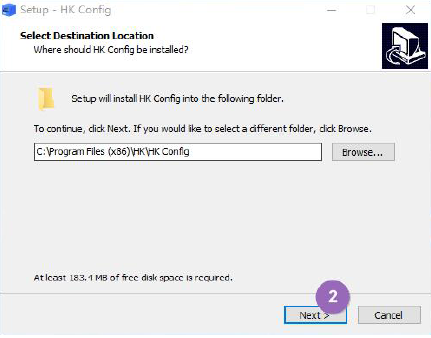 Setup - HK Config
Select Destination Location
Where should HK Config be installed?
Setup will install HK Config into the following folder.
To continue, click Next. If you would like to select a different folder, click Browse.
C:\Program Files (x86)\HK\HK Config
Browse...
At least 183.4 MB of free disk space is required.
2
Next >
Cancel